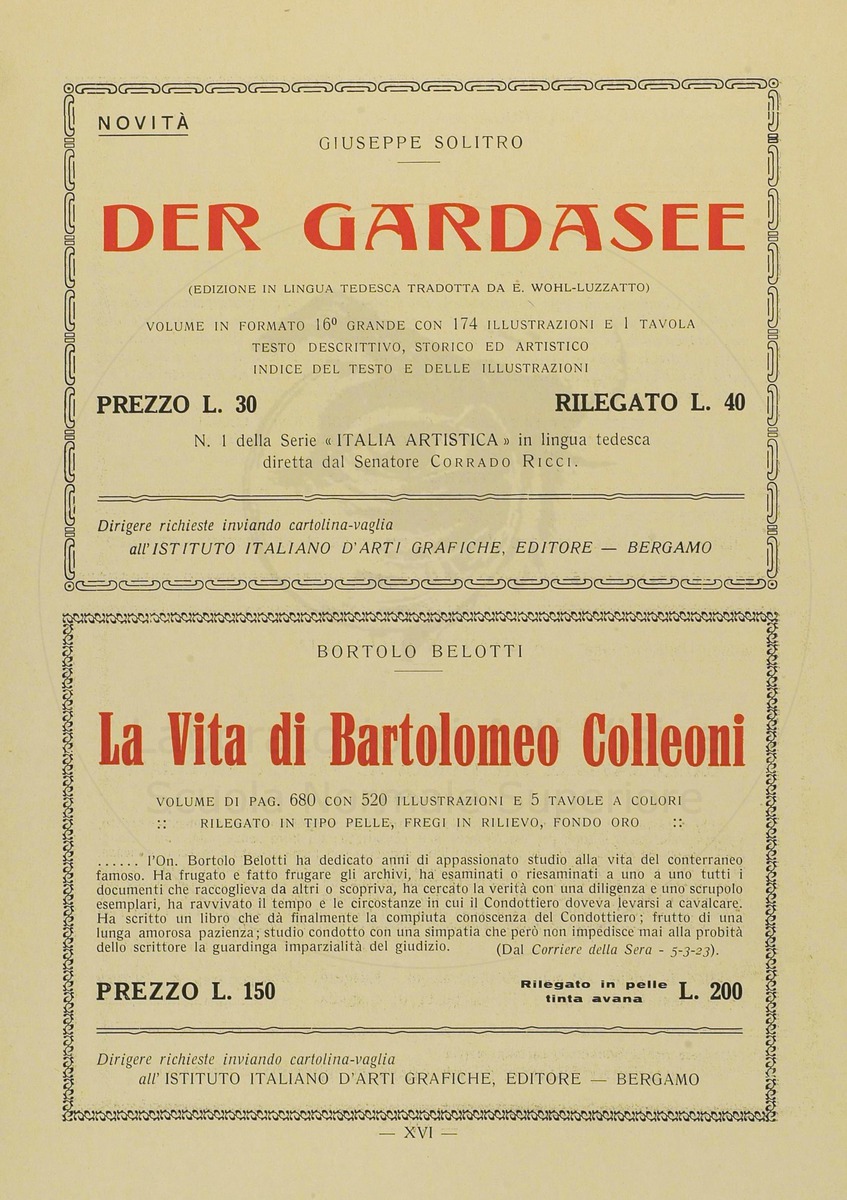 NOVITÀ
GIUSEPPE SOLITRO
DER GARDASEE
(EDIZIONE IN LINGUA TEDESCA TRADOTTA DA E. WOHL-LUZZATTO)
VOLUME IN FORMATO 16º GRANDE CON 174 ILLUSTRAZIONI E 1 TAVOLA
TESTO DESCRITTIVO, STORICO ED ARTISTICO
INDICE DEL TESTO E DELLE ILLUSTRAZIONI
PREZZO L. 30 RILEGATO L. 40
N. 1 della Serie « ITALIA ARTISTICA » in lingua tedesca
diretta dal Senatore CORRADO RICCI.
Dirigere richieste inviando cartolina-vaglia
all'ISTITUTO ITALIANO D'ARTI GRAFICHE, EDITORE — BERGAMO
BORTOLO BELOTTI
La Vita di Bartolomeo Colleoni
VOLUME DI PAG. 680 CON 520 ILLUSTRAZIONI E 5 TAVOLE A COLORI
:: RILEGATO IN TIPO PELLE, FREGI IN RILIEVO, FONDO ORO ::
...... l'On. Bortolo Belotti ha dedicato anni di appassionato studio alla vita del conterraneo
famoso. Ha frugato e fatto frugare gli archivi, ha esaminati o riesaminati a uno a uno tutti i
documenti che raccoglieva da altri o scopriva, ha cercato la verità con una diligenza e uno scrupolo
esemplari, ha ravvivato il tempo e le circostanze in cui il Condottiero doveva levarsi a cavalcare.
Ha scritto un libro che dà finalmente la compiuta conoscenza del Condottiero; frutto di una
lunga amorosa pazienza; studio condotto con una simpatia che però non impedisce mai alla probità
dello scrittore la guardinga imparzialità del giudizio. (Dal Corriere della Sera - 5-3-23).
PREZZO L. 150 Rilegato in pelle tinta avana L. 200
Dirigere richieste inviando cartolina-vaglia
all' ISTITUTO ITALIANO D'ARTI GRAFICHE, EDITORE — BERGAMO
— XVI —